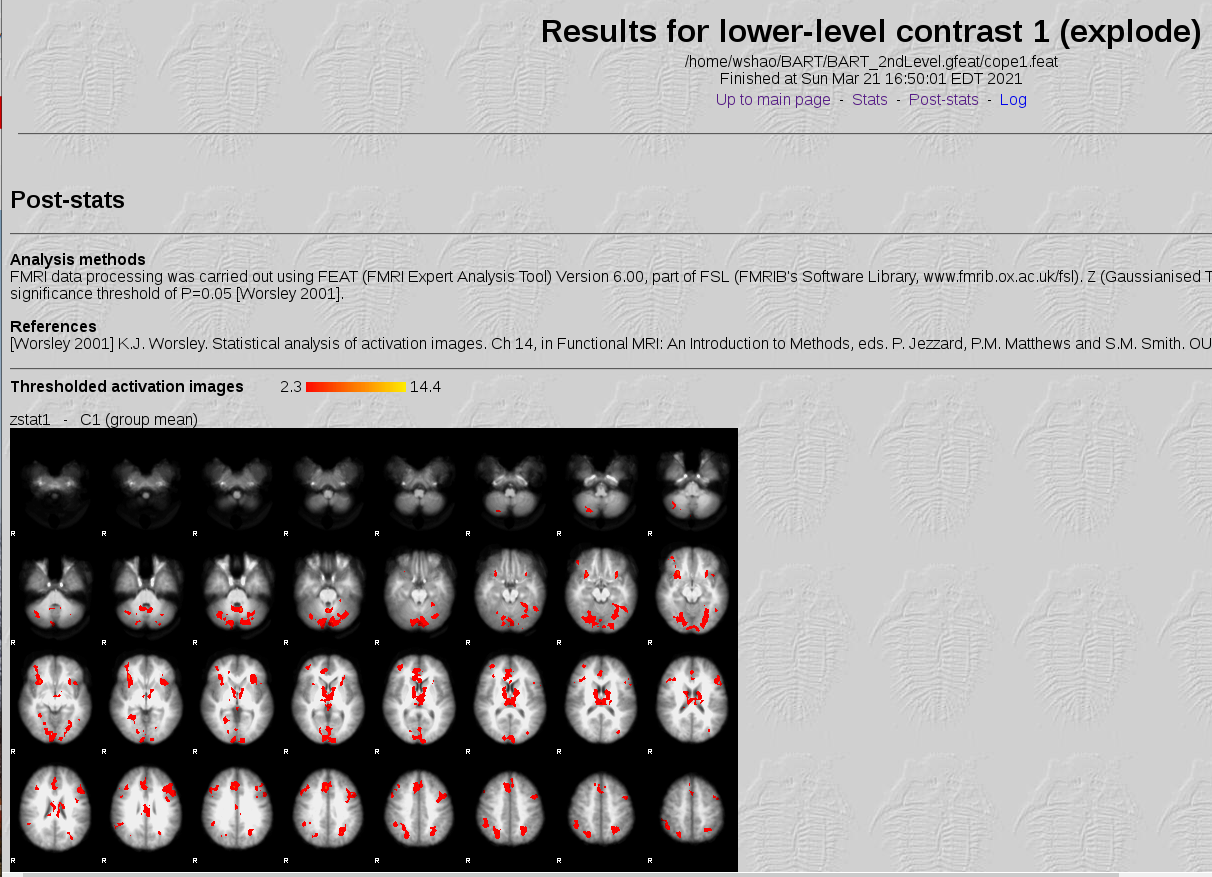 Results for lower-level contrast 1 (explode)
/home/wshao/BART/BART_2ndLevel.gfeat/cope1.feat
Finished at Sun Mar 21 16:50:01 EDT 2021
Up to main page - Stats - Post-stats - Log
Post-stats
Analysis methods
FMRI data processing was carried out using FEAT (FMRI Expert Analysis Tool) Version 6.00, part of FSL (FMRIB's Software Library, www.fmrib.ox.ac.uk/fsl). Z (Gaussianised T
significance threshold of P=0.05 [Worsley 2001].
References
[Worsley 2001] K.J. Worsley. Statistical analysis of activation images. Ch 14, in Functional MRI: An Introduction to Methods, eds. P. Jezzard, P.M. Matthews and S.M. Smith. OU
Thresholded activation images 2.3 14.4
zstat1 - C1 (group mean)
R R R R R R R R
R R R R R R R R
R R R R R R R R
R R R R R R R R